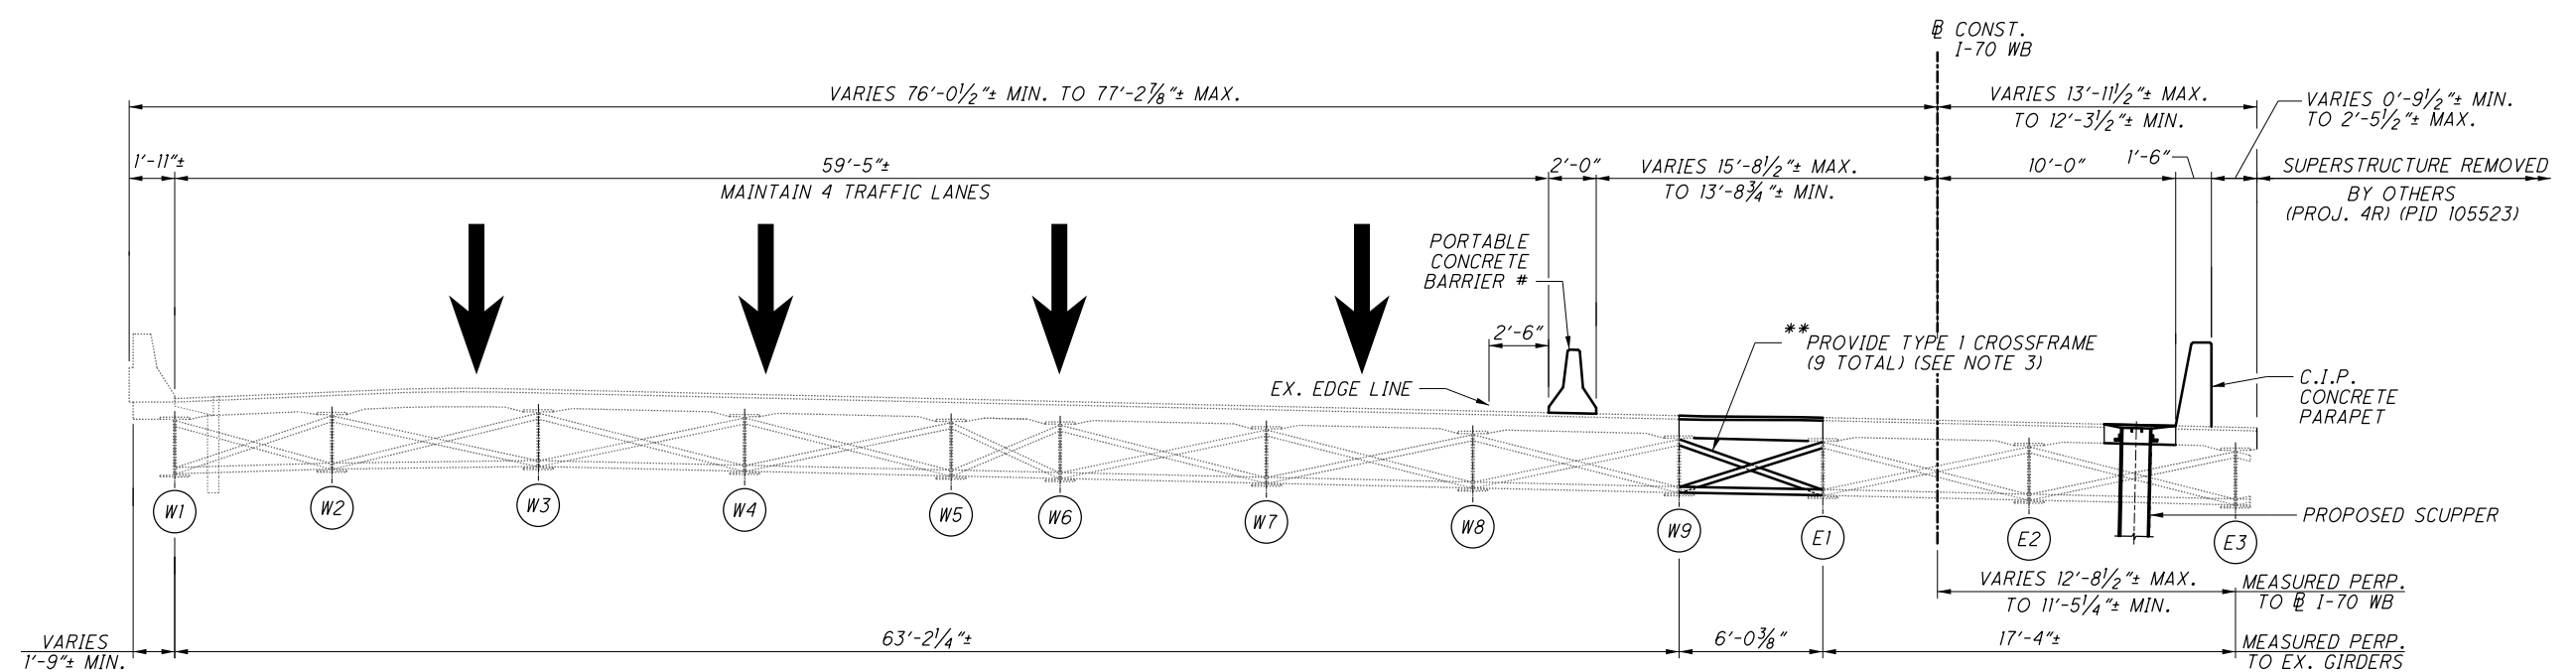 ℄ CONST.
I-70 WB
VARIES 76'-0½"± MIN. TO 77'-2⅞"± MAX.
VARIES 13'-11½"± MAX.
TO 12'-3½"± MIN.
VARIES 0'-9½"± MIN.
TO 2'-5½"± MAX.
1'-11"±
59'-5"±
MAINTAIN 4 TRAFFIC LANES
2'-0"
VARIES 15'-8½"± MAX.
TO 13'-8¾"± MIN.
10'-0"
1'-6"
SUPERSTRUCTURE REMOVED
BY OTHERS
(PROJ. 4R) (PID 105523)
PORTABLE
CONCRETE
BARRIER #
2'-6"
EX. EDGE LINE
**PROVIDE TYPE 1 CROSSFRAME
(9 TOTAL) (SEE NOTE 3)
C.I.P.
CONCRETE
PARAPET
PROPOSED SCUPPER
W1
W2
W3
W4
W5
W6
W7
W8
W9
E1
E2
E3
VARIES 12'-8½"± MAX.
TO 11'-5¼"± MIN.
MEASURED PERP.
TO ℄ I-70 WB
VARIES
1'-9"± MIN.
63'-2¼"±
6'-0⅜"
17'-4"±
MEASURED PERP.
TO EX. GIRDERS